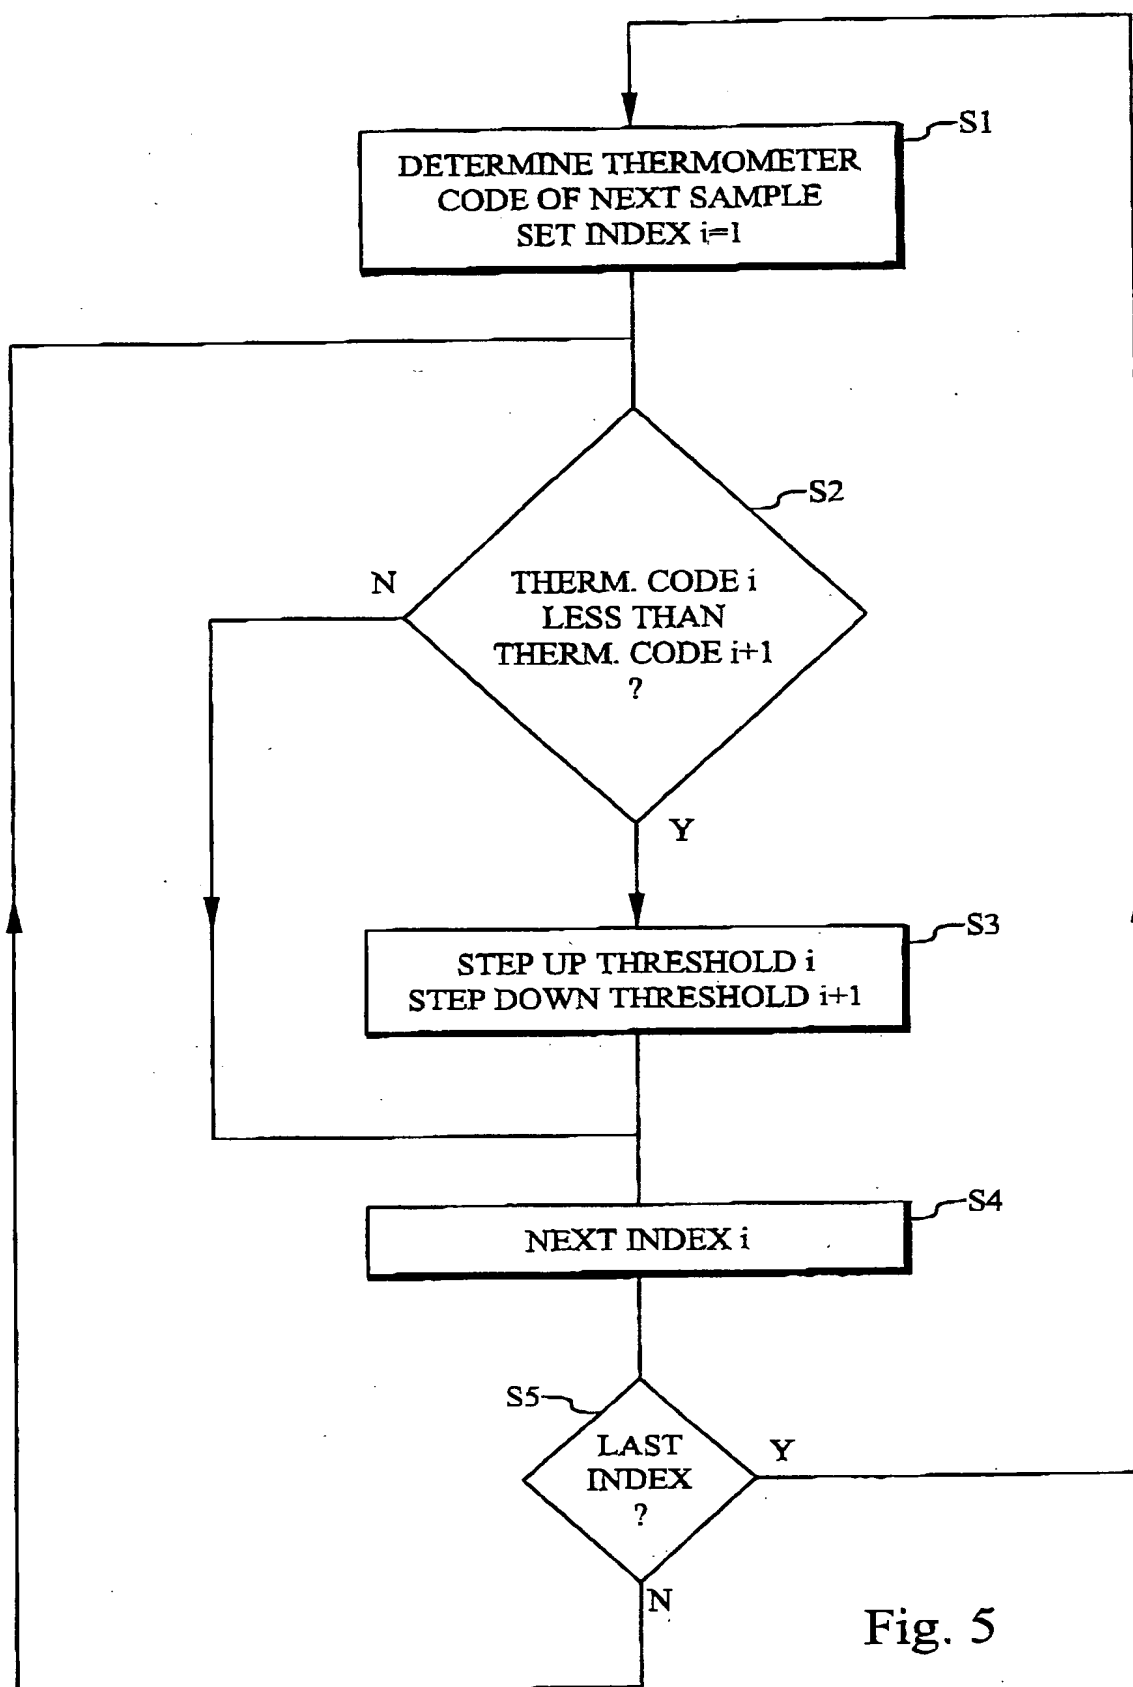 S1
DETERMINE THERMOMETER
CODE OF NEXT SAMPLE
SET INDEX i=1
S2
N
THERM. CODE i
LESS THAN
THERM. CODE i+1
?
Y
S3
STEP UP THRESHOLD i
STEP DOWN THRESHOLD i+1
S4
NEXT INDEX i
S5
LAST
INDEX
?
Y
N
Fig. 5